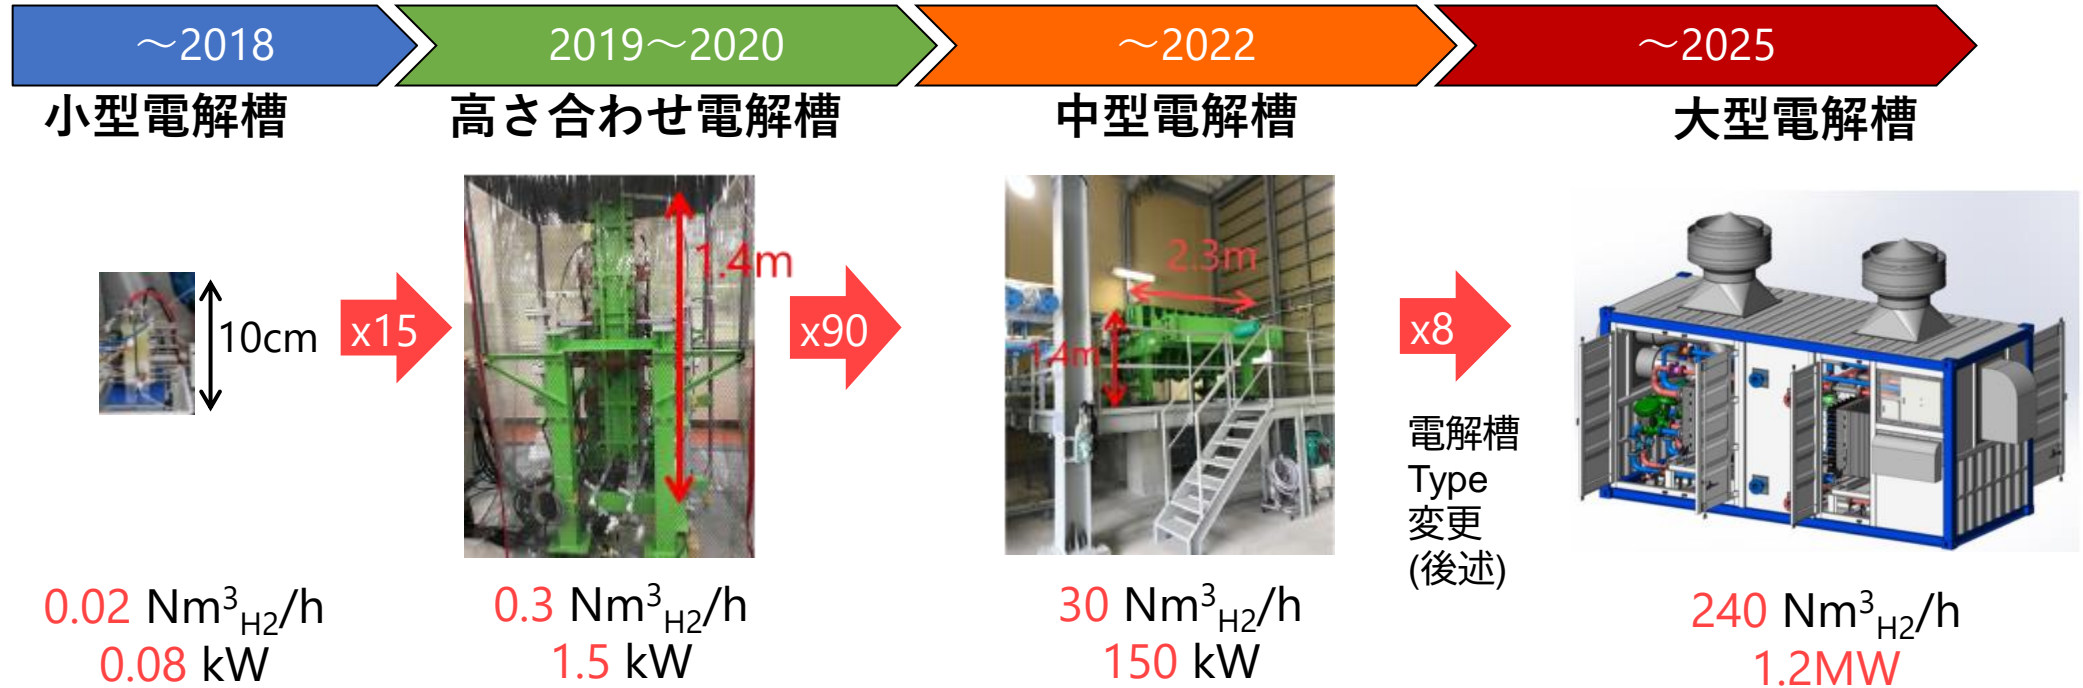 ～2018
2019～2020
～2022
～2025
小型電解槽
高さ合わせ電解槽
中型電解槽
大型電解槽
10cm
x15
1.4m
x90
2.3m
1.4m
x8
電解槽
Type
変更
(後述)
0.02 Nm³H2/h
0.08 kW
0.3 Nm³H2/h
1.5 kW
30 Nm³H2/h
150 kW
240 Nm³H2/h
1.2MW